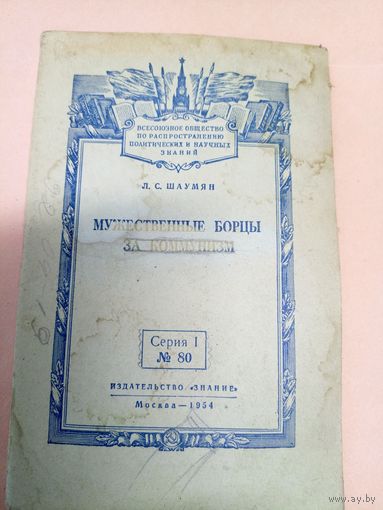 ВСЕСОЮЗНОЕ ОБЩЕСТВО
ПО РАСПРОСТРАНЕНИЮ
ПОЛИТИЧЕСКИХ И НАУЧНЫХ
ЗНАНИЙ
Л. С. ШАУМЯН
МУЖЕСТВЕННЫЕ БОРЦЫ
ЗА КОММУНИЗМ
Серия I
№ 80
ИЗДАТЕЛЬСТВО «ЗНАНИЕ»
Москва — 1954
www.ay.by